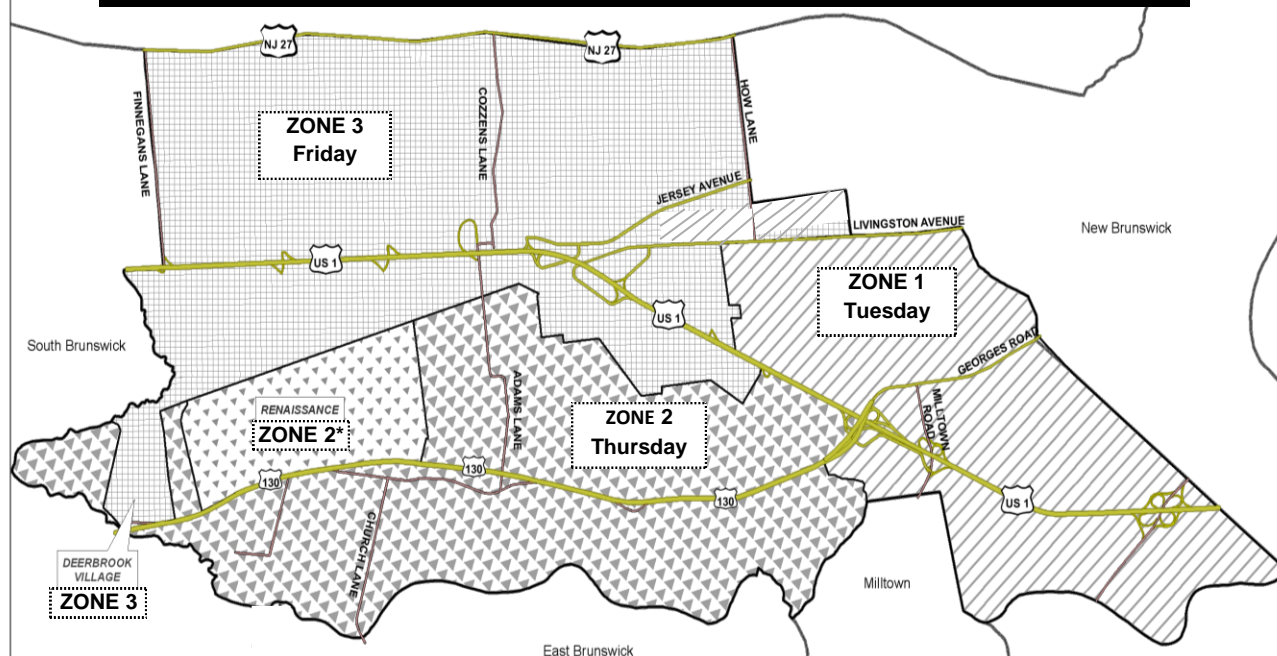 NJ 27
NJ 27
FINNEGANS LANE
COZZENS LANE
HOW LANE
ZONE 3
Friday
JERSEY AVENUE
LIVINGSTON AVENUE
New Brunswick
US 1
ZONE 1
Tuesday
US 1
South Brunswick
GEORGES ROAD
ADAMS LANE
MILLTOWN
ROAD
RENAISSANCE
ZONE 2*
ZONE 2
Thursday
130
130
130
US 1
CHURCH LANE
DEERBROOK
VILLAGE
ZONE 3
Milltown
East Brunswick